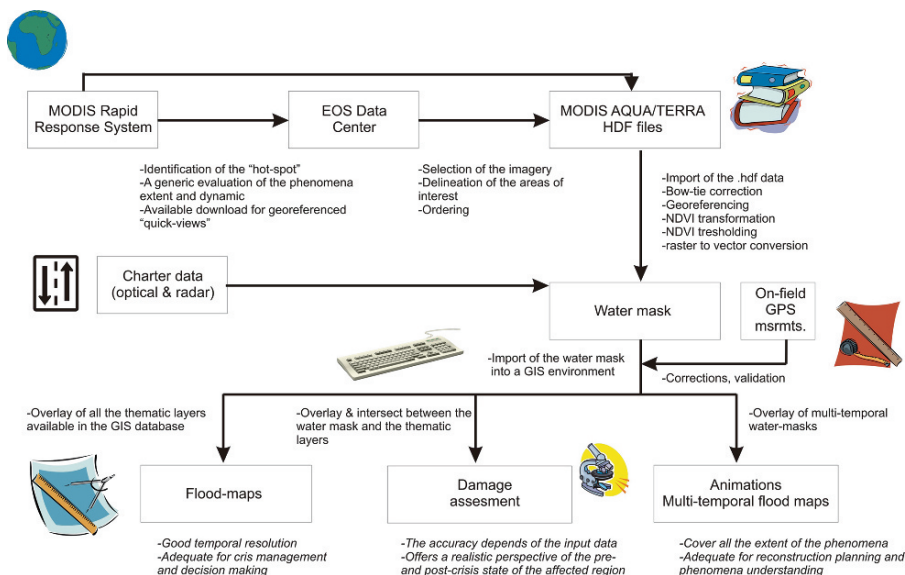 MODIS Rapid
Response System
EOS Data
Center
MODIS AQUA/TERRA
HDF files
-Identification of the “hot-spot”
-A generic evaluation of the phenomena
extent and dynamic
-Available download for georeferenced
“quick-views”
-Selection of the imagery
-Delineation of the areas of
interest
-Ordering
-Import of the .hdf data
-Bow-tie correction
-Georeferencing
-NDVI transformation
-NDVI tresholding
-raster to vector conversion
Charter data
(optical & radar)
Water mask
On-field
GPS
msrmts.
-Import of the water mask
into a GIS environment
-Corrections, validation
-Overlay of all the thematic layers
available in the GIS database
-Overlay & intersect between the
water mask and the thematic
layers
-Overlay of multi-temporal
water-masks
Flood-maps
Damage
assesment
Animations
Multi-temporal flood maps
-Good temporal resolution
-Adequate for cris management
and decision making
-The accuracy depends of the input data
-Offers a realistic perspective of the pre-
and post-crisis state of the affected region
-Cover all the extent of the phenomena
-Adequate for reconstruction planning and
phenomena understanding